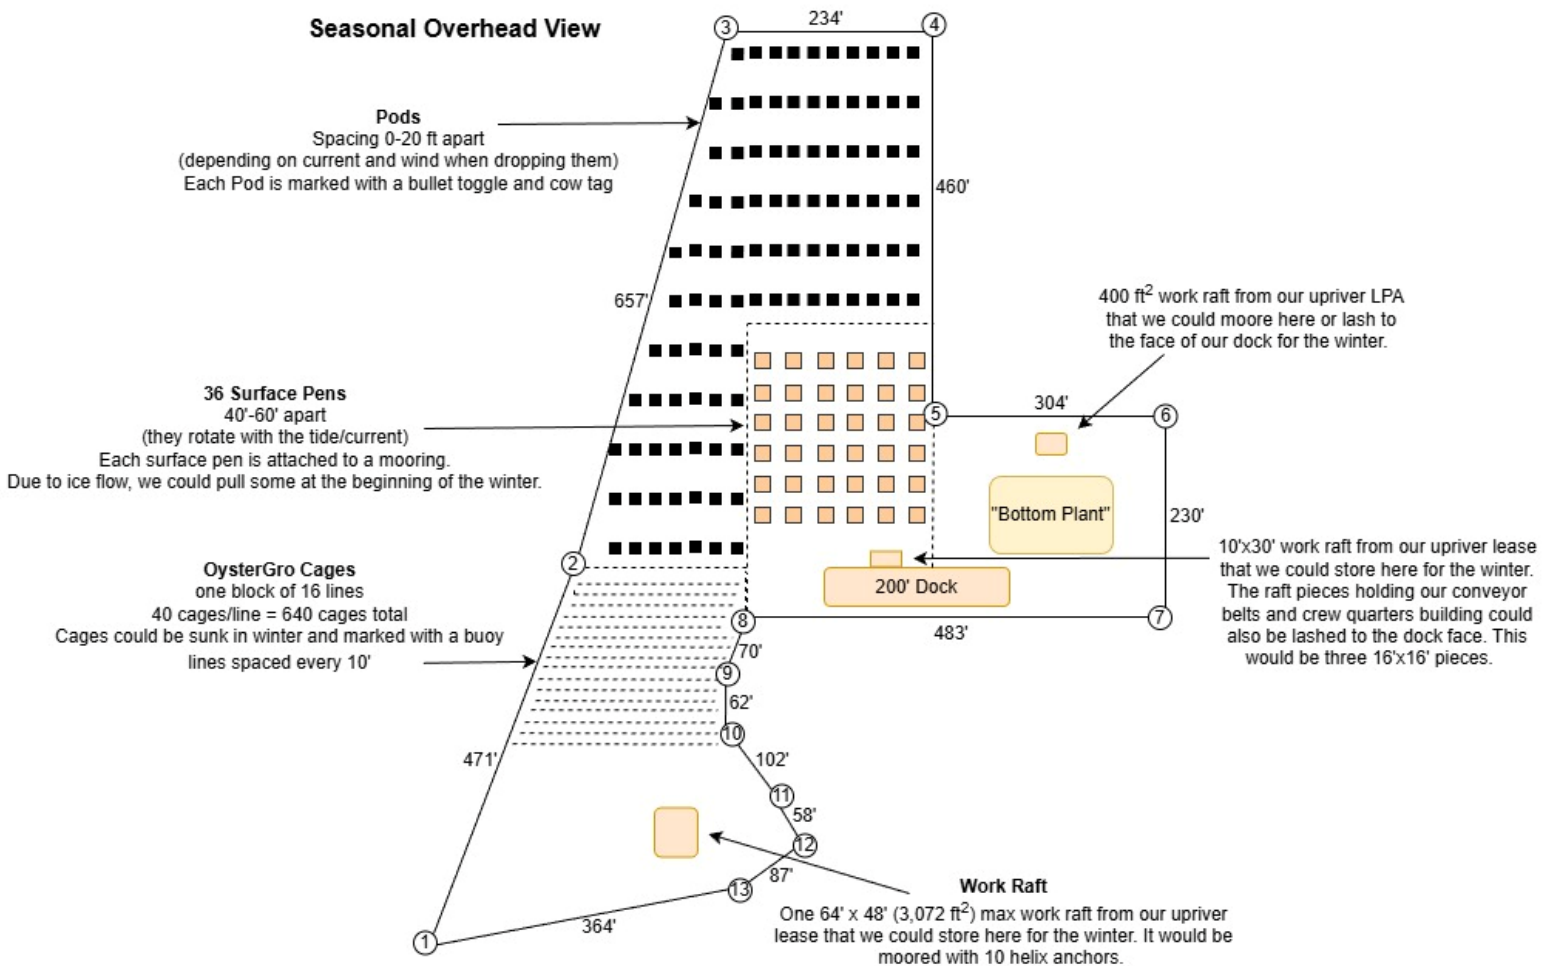 Seasonal Overhead View
3
234'
4
Pods
Spacing 0-20 ft apart
(depending on current and wind when dropping them)
Each Pod is marked with a bullet toggle and cow tag
460'
657'
400 ft2 work raft from our upriver LPA
that we could moore here or lash to
the face of our dock for the winter.
36 Surface Pens
40'-60' apart
(they rotate with the tide/current)
Each surface pen is attached to a mooring.
Due to ice flow, we could pull some at the beginning of the winter.
5
304'
6
"Bottom Plant"
230'
10'x30' work raft from our upriver lease
that we could store here for the winter.
The raft pieces holding our conveyor
belts and crew quarters building could
also be lashed to the dock face. This
would be three 16'x16' pieces.
2
OysterGro Cages
one block of 16 lines
40 cages/line = 640 cages total
Cages could be sunk in winter and marked with a buoy
lines spaced every 10'
200' Dock
8
483'
7
70'
9
62'
10
471'
102'
11
58'
12
87'
13
364'
1
Work Raft
One 64' x 48' (3,072 ft2) max work raft from our upriver
lease that we could store here for the winter. It would be
moored with 10 helix anchors.